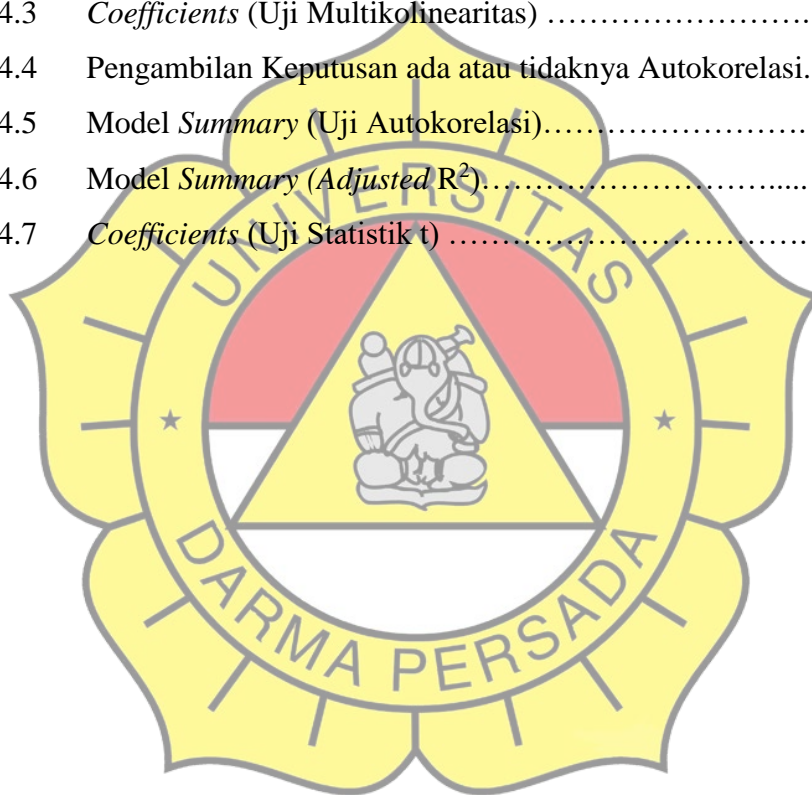 4.3 Coefficients (Uji Multikolinearitas) …………………….
4.4 Pengambilan Keputusan ada atau tidaknya Autokorelasi.
4.5 Model Summary (Uji Autokorelasi)…………………….
4.6 Model Summary (Adjusted R²)……………………….....
4.7 Coefficients (Uji Statistik t) …………………………….
UNIVERSITAS
DARMA PERSADA